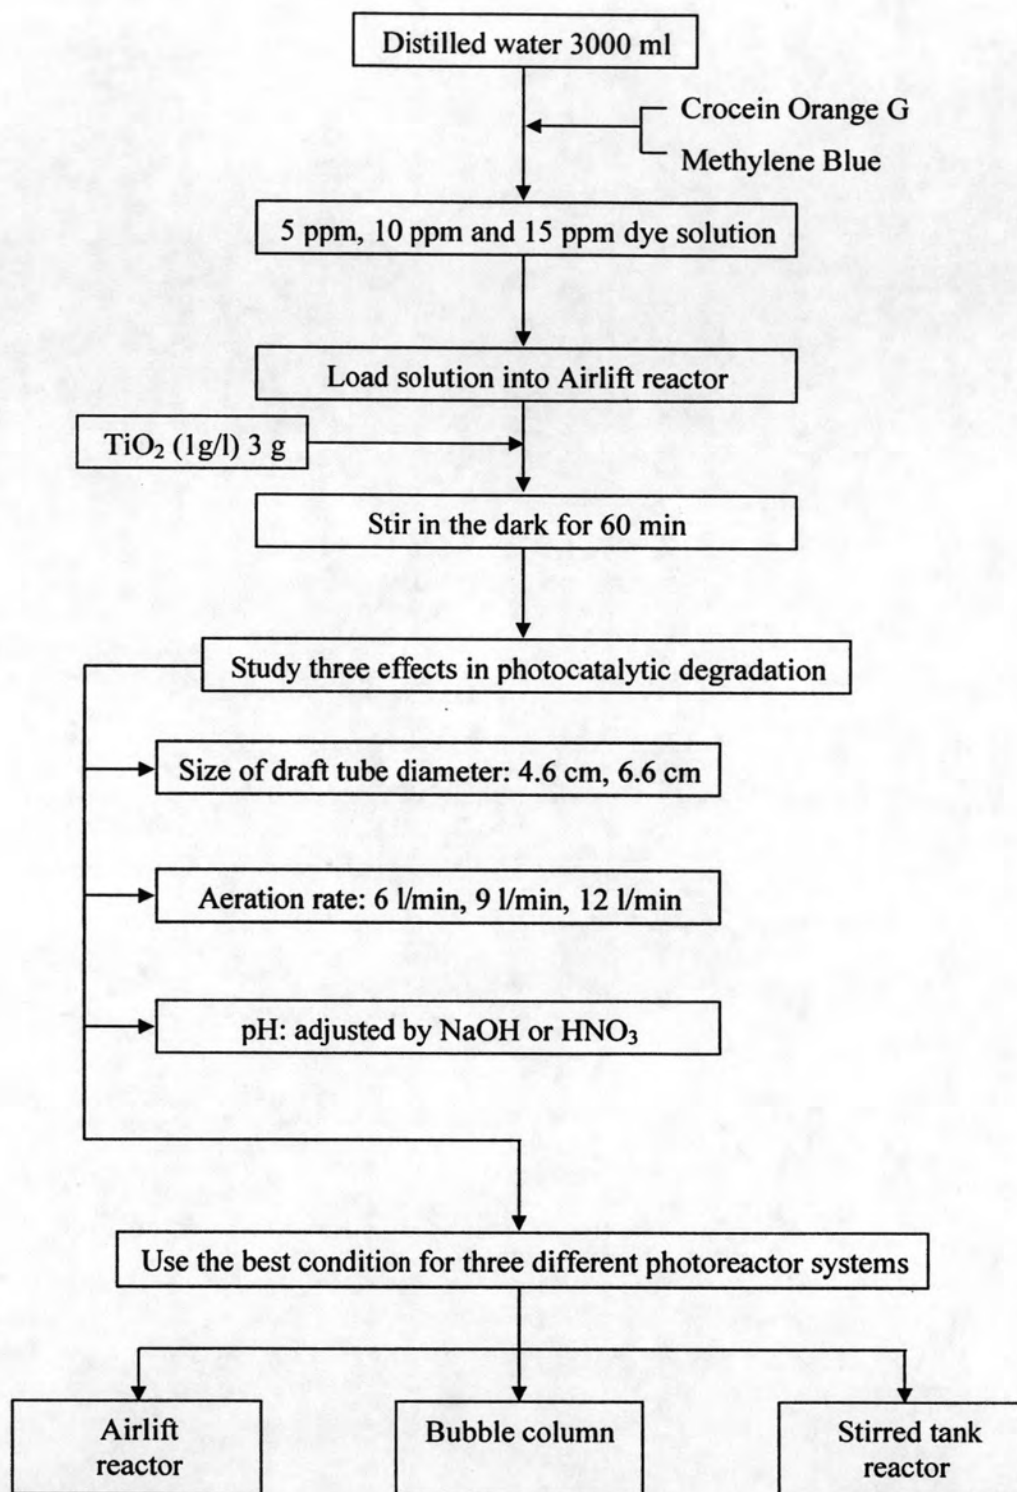 Distilled water 3000 ml
Crocein Orange G
Methylene Blue
5 ppm, 10 ppm and 15 ppm dye solution
Load solution into Airlift reactor
TiO₂ (1g/l) 3 g
Stir in the dark for 60 min
Study three effects in photocatalytic degradation
Size of draft tube diameter: 4.6 cm, 6.6 cm
Aeration rate: 6 l/min, 9 l/min, 12 l/min
pH: adjusted by NaOH or HNO₃
Use the best condition for three different photoreactor systems
Airlift
reactor
Bubble column
Stirred tank
reactor